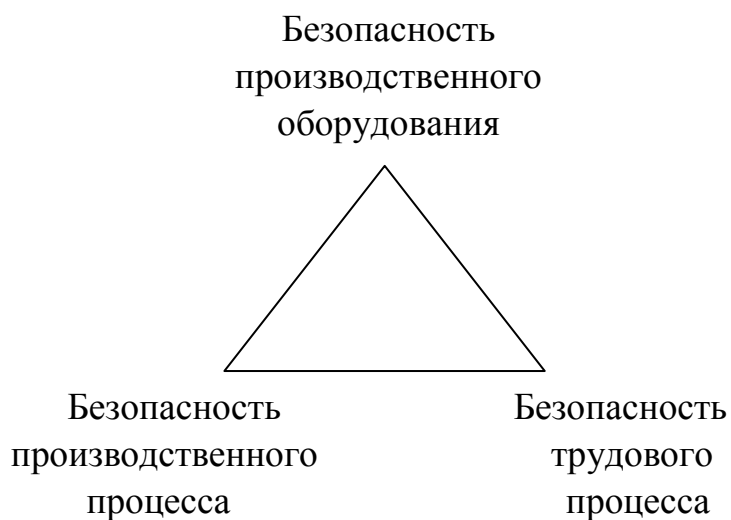 Безопасность
производственного
оборудования
Безопасность
производственного
процесса
Безопасность
трудового
процесса